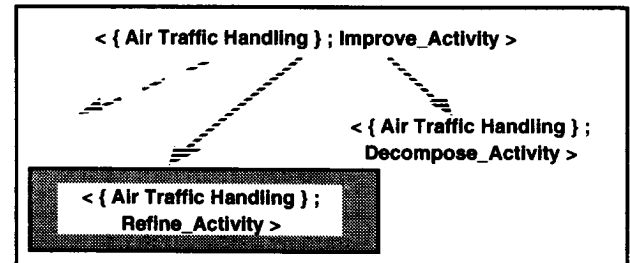 < { Air Traffic Handling } ; Improve_Activity >
< { Air Traffic Handling } ;
Decompose_Activity >
< { Air Traffic Handling } ;
Refine_Activity >